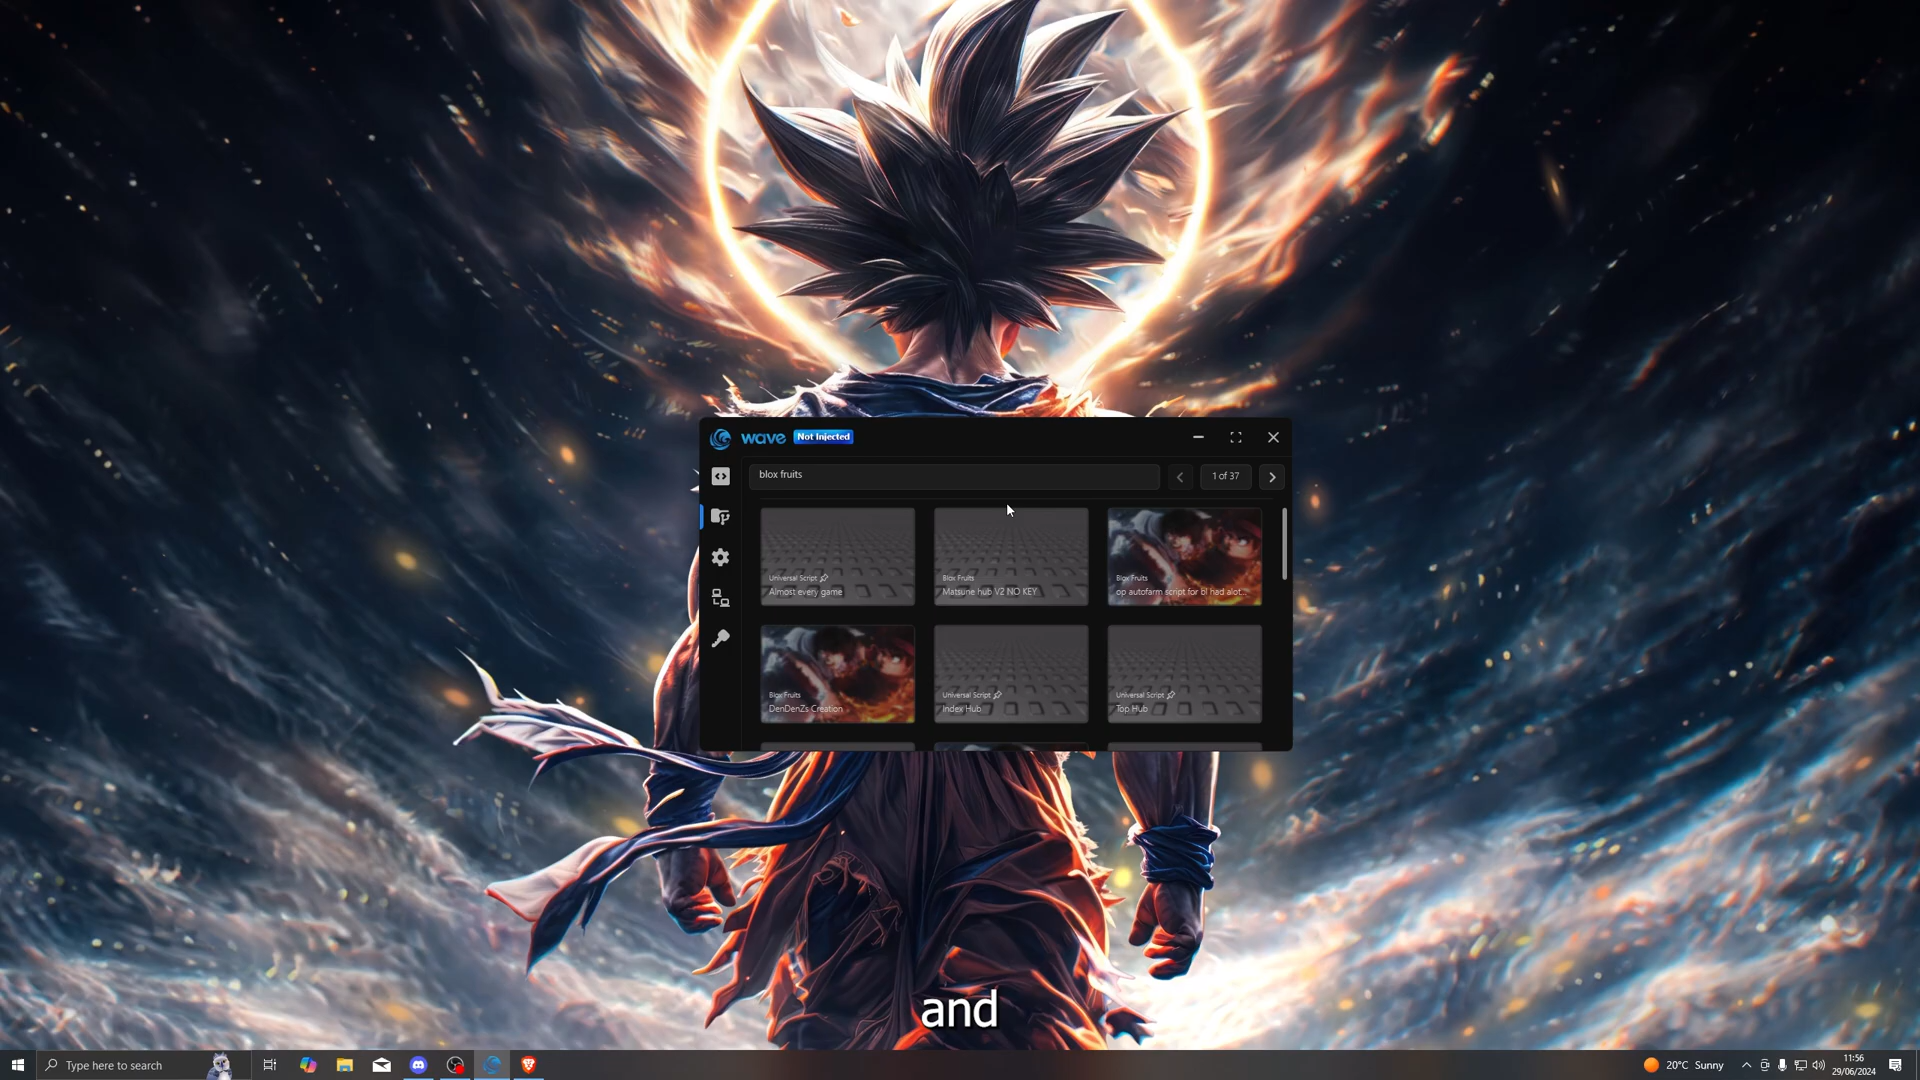 wave Not Injected
blox fruits
1 of 37
Universal Script
Almost every game
Blox Fruits
Matsune hub V2 NO KEY
Blox Fruits
op autofarm script for bl had alot...
Blox Fruits
DenDenZs Creation
Universal Script
Index Hub
Universal Script
Top Hub
and
Type here to search
20°C Sunny
11:56
29/06/2024